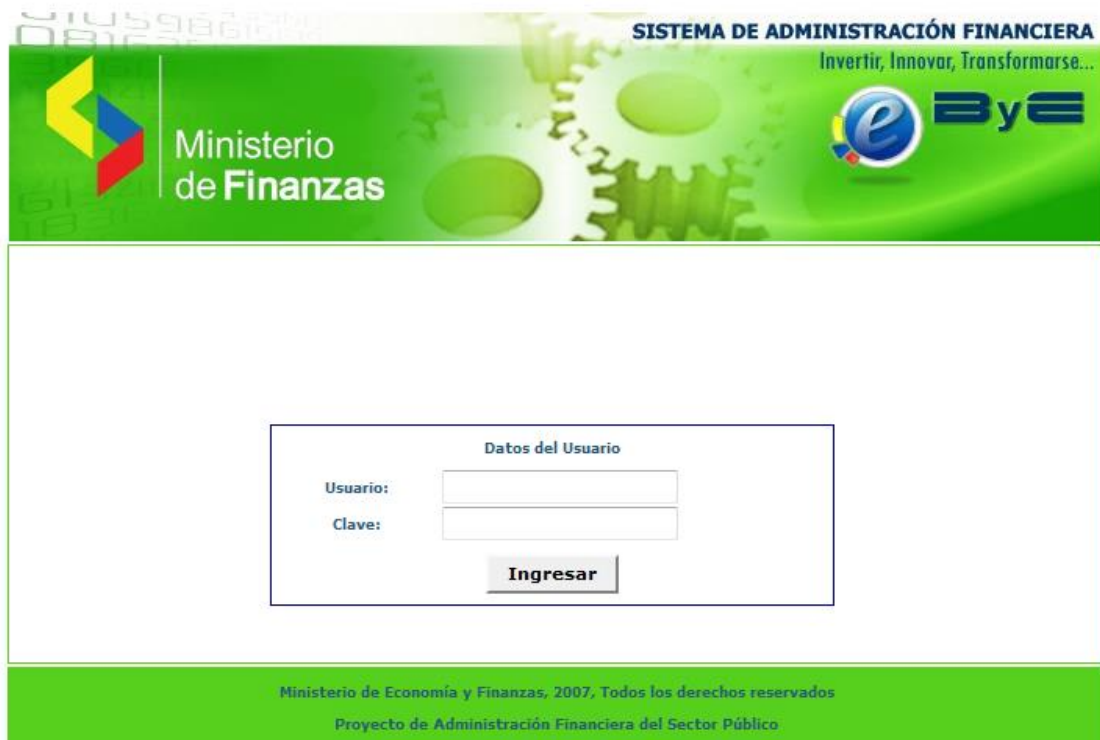 SISTEMA DE ADMINISTRACIÓN FINANCIERA
Invertir, Innovar, Transformarse...
e ByE
Ministerio
de Finanzas
Datos del Usuario
Usuario:
Clave:
Ingresar
Ministerio de Economía y Finanzas, 2007, Todos los derechos reservados
Proyecto de Administración Financiera del Sector Público